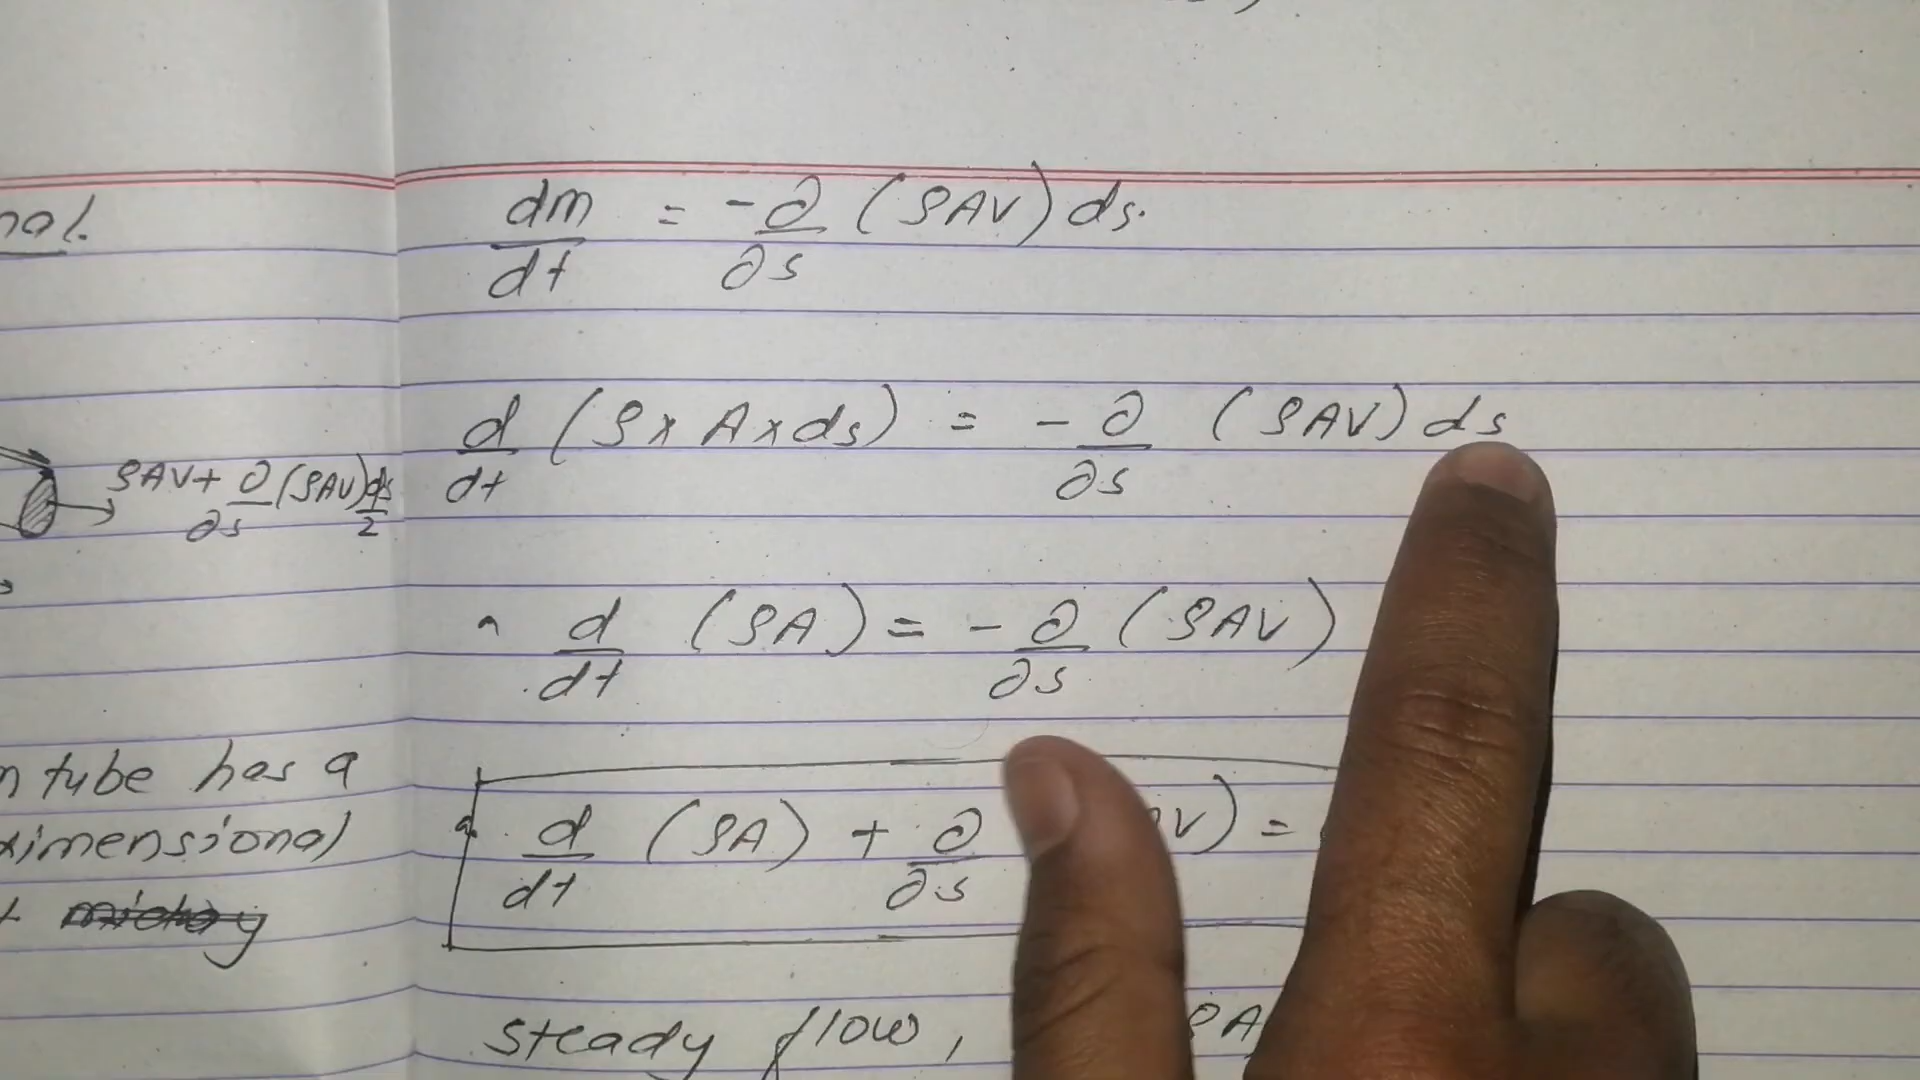 nal.
dm/dt = -∂/∂s (ρAV) ds.
d/dt (ρ x A x ds) = - ∂/∂s (ρAV) ds
ρAV + ∂/∂s (ρAV) ds/2
d/dt (ρA) = - ∂/∂s (ρAV)
tube has a
d/dt (ρA) + ∂/∂s V) =
dimensional
steady flow, ρA